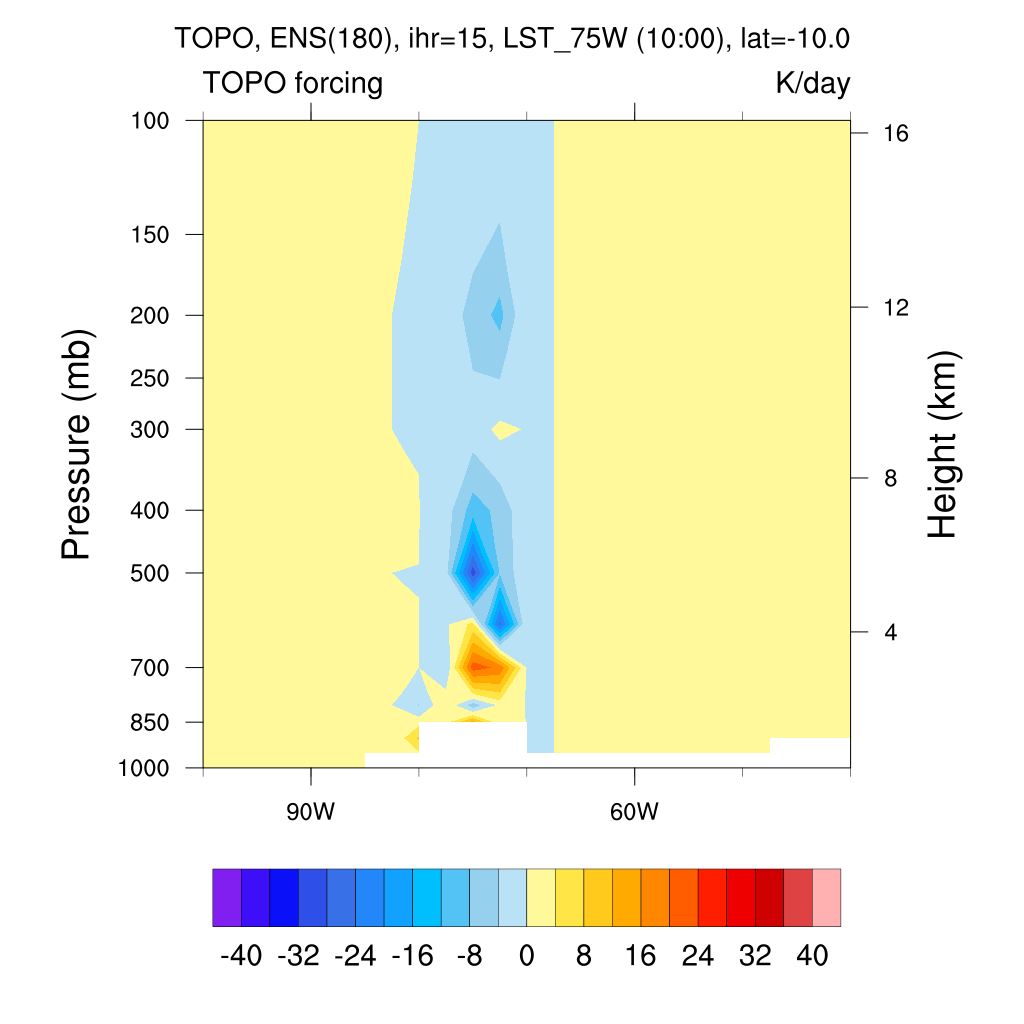 TOPO, ENS(180), ihr=15, LST_75W (10:00), lat=-10.0
TOPO forcing K/day
100
150
200
250
300
400
500
700
850
1000
Pressure (mb)
16
12
8
4
Height (km)
90W 60W
-40 -32 -24 -16 -8 0 8 16 24 32 40